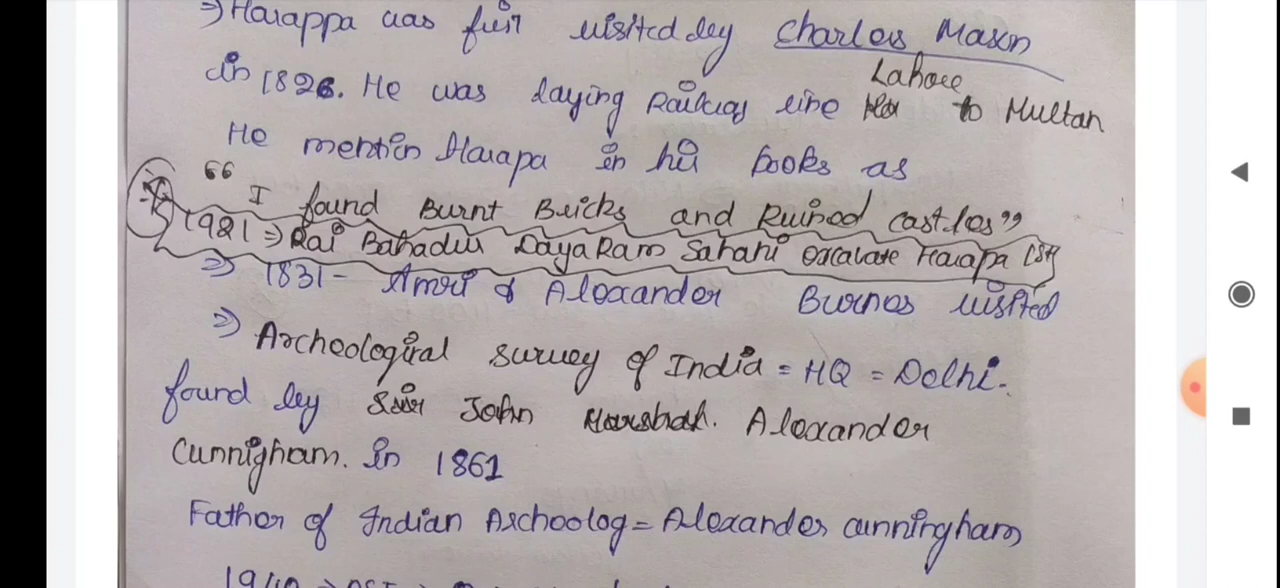 ⇒ Harappa was first visited by Charles Mason
in 1826. He was laying Railway line Lahore to Multan
He mention Harapa in his books as
“ I found Burnt Bricks and Ruined castles”
1921 ⇒ Rai Bahadur DayaRam Sahani excavate Harapa
⇒ 1831 - Amri & Alexander Burnes visited
⇒ Archeological survey of India = HQ = Delhi.
found by Sir John Marshal. Alexander
Cunnigham. in 1861
Father of Indian Archeolog = Alexander cunningham